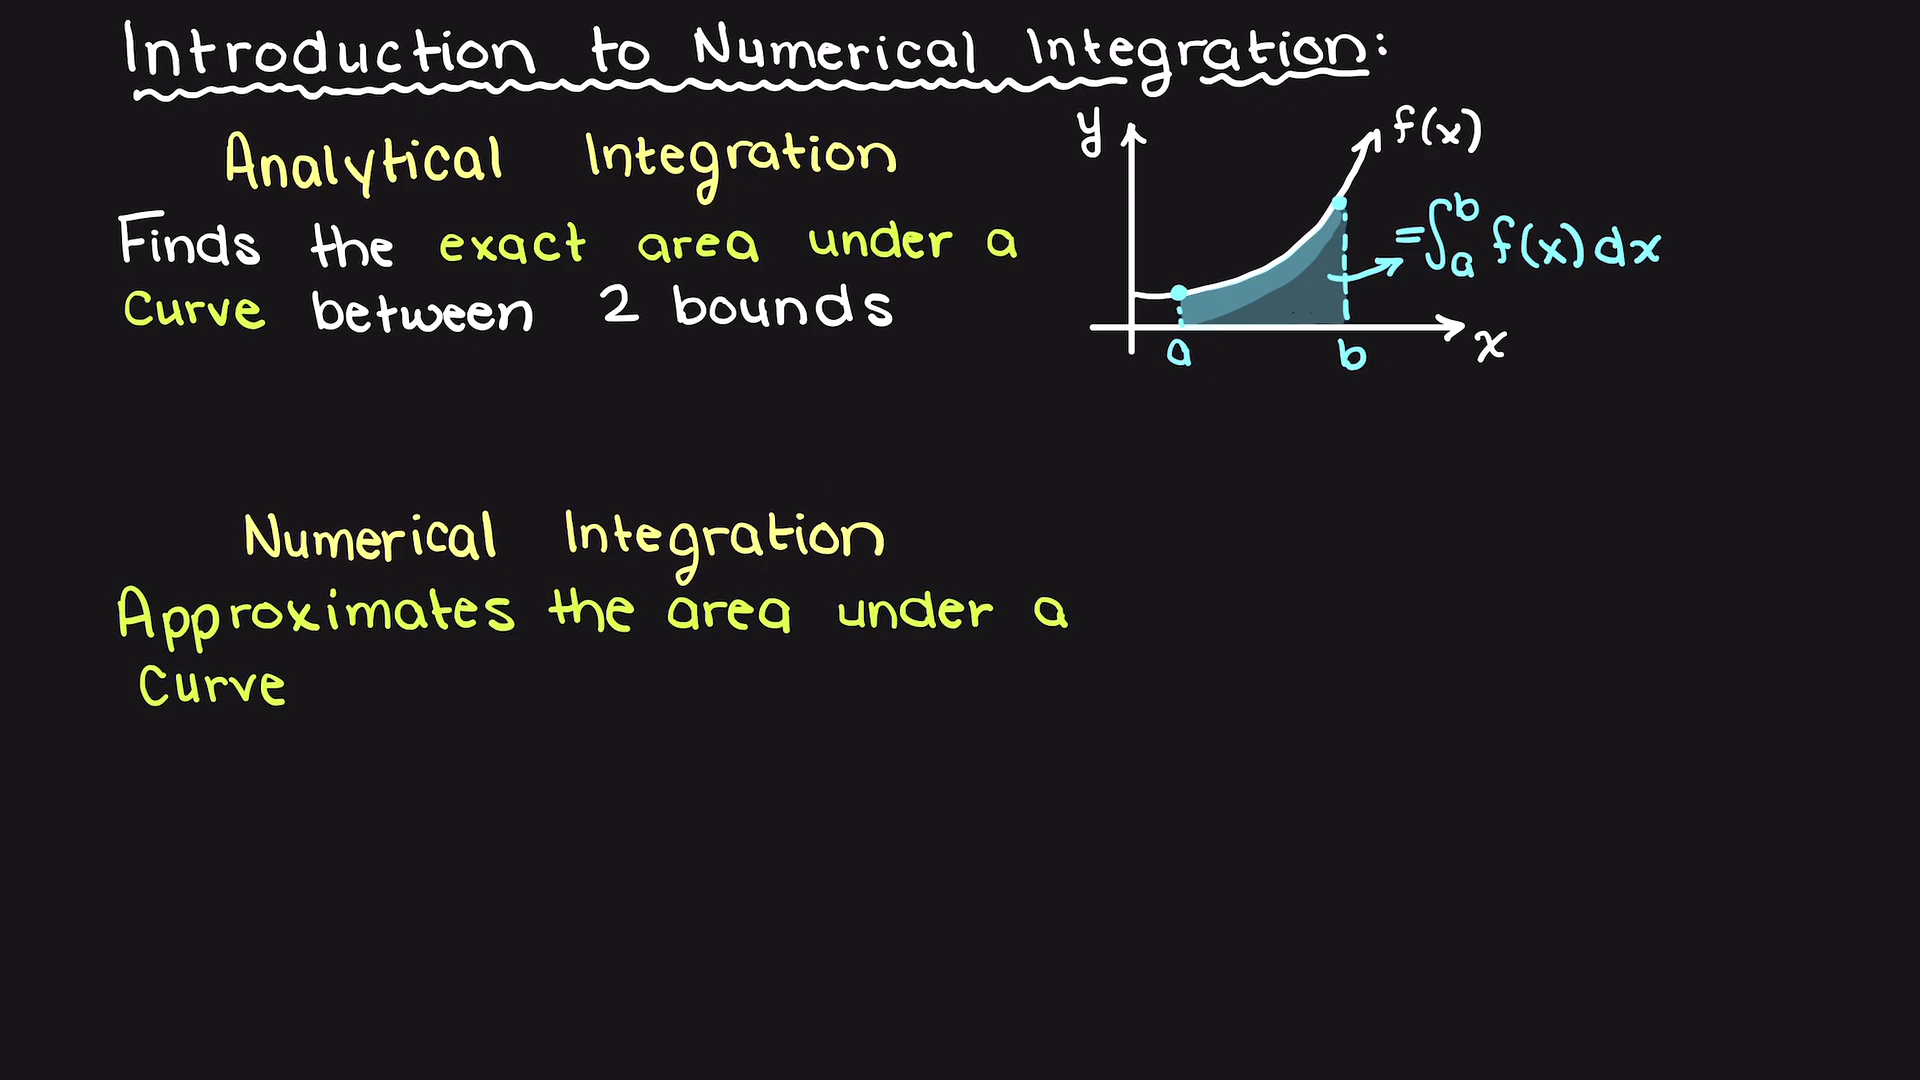 Introduction to Numerical Integration:
Analytical Integration
Finds the exact area under a
curve between 2 bounds
y
f(x)
=∫_a^b f(x) dx
a
b
x
Numerical Integration
Approximates the area under a
curve